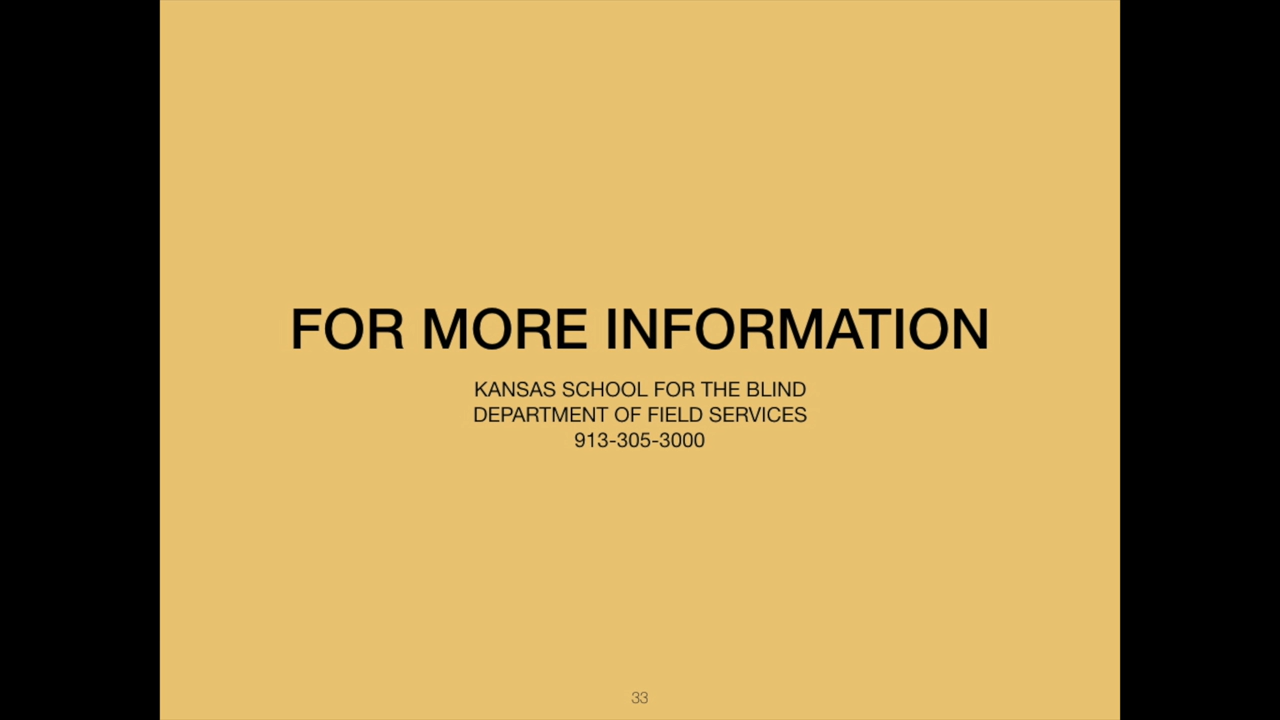 FOR MORE INFORMATION
KANSAS SCHOOL FOR THE BLIND
DEPARTMENT OF FIELD SERVICES
913-305-3000
33